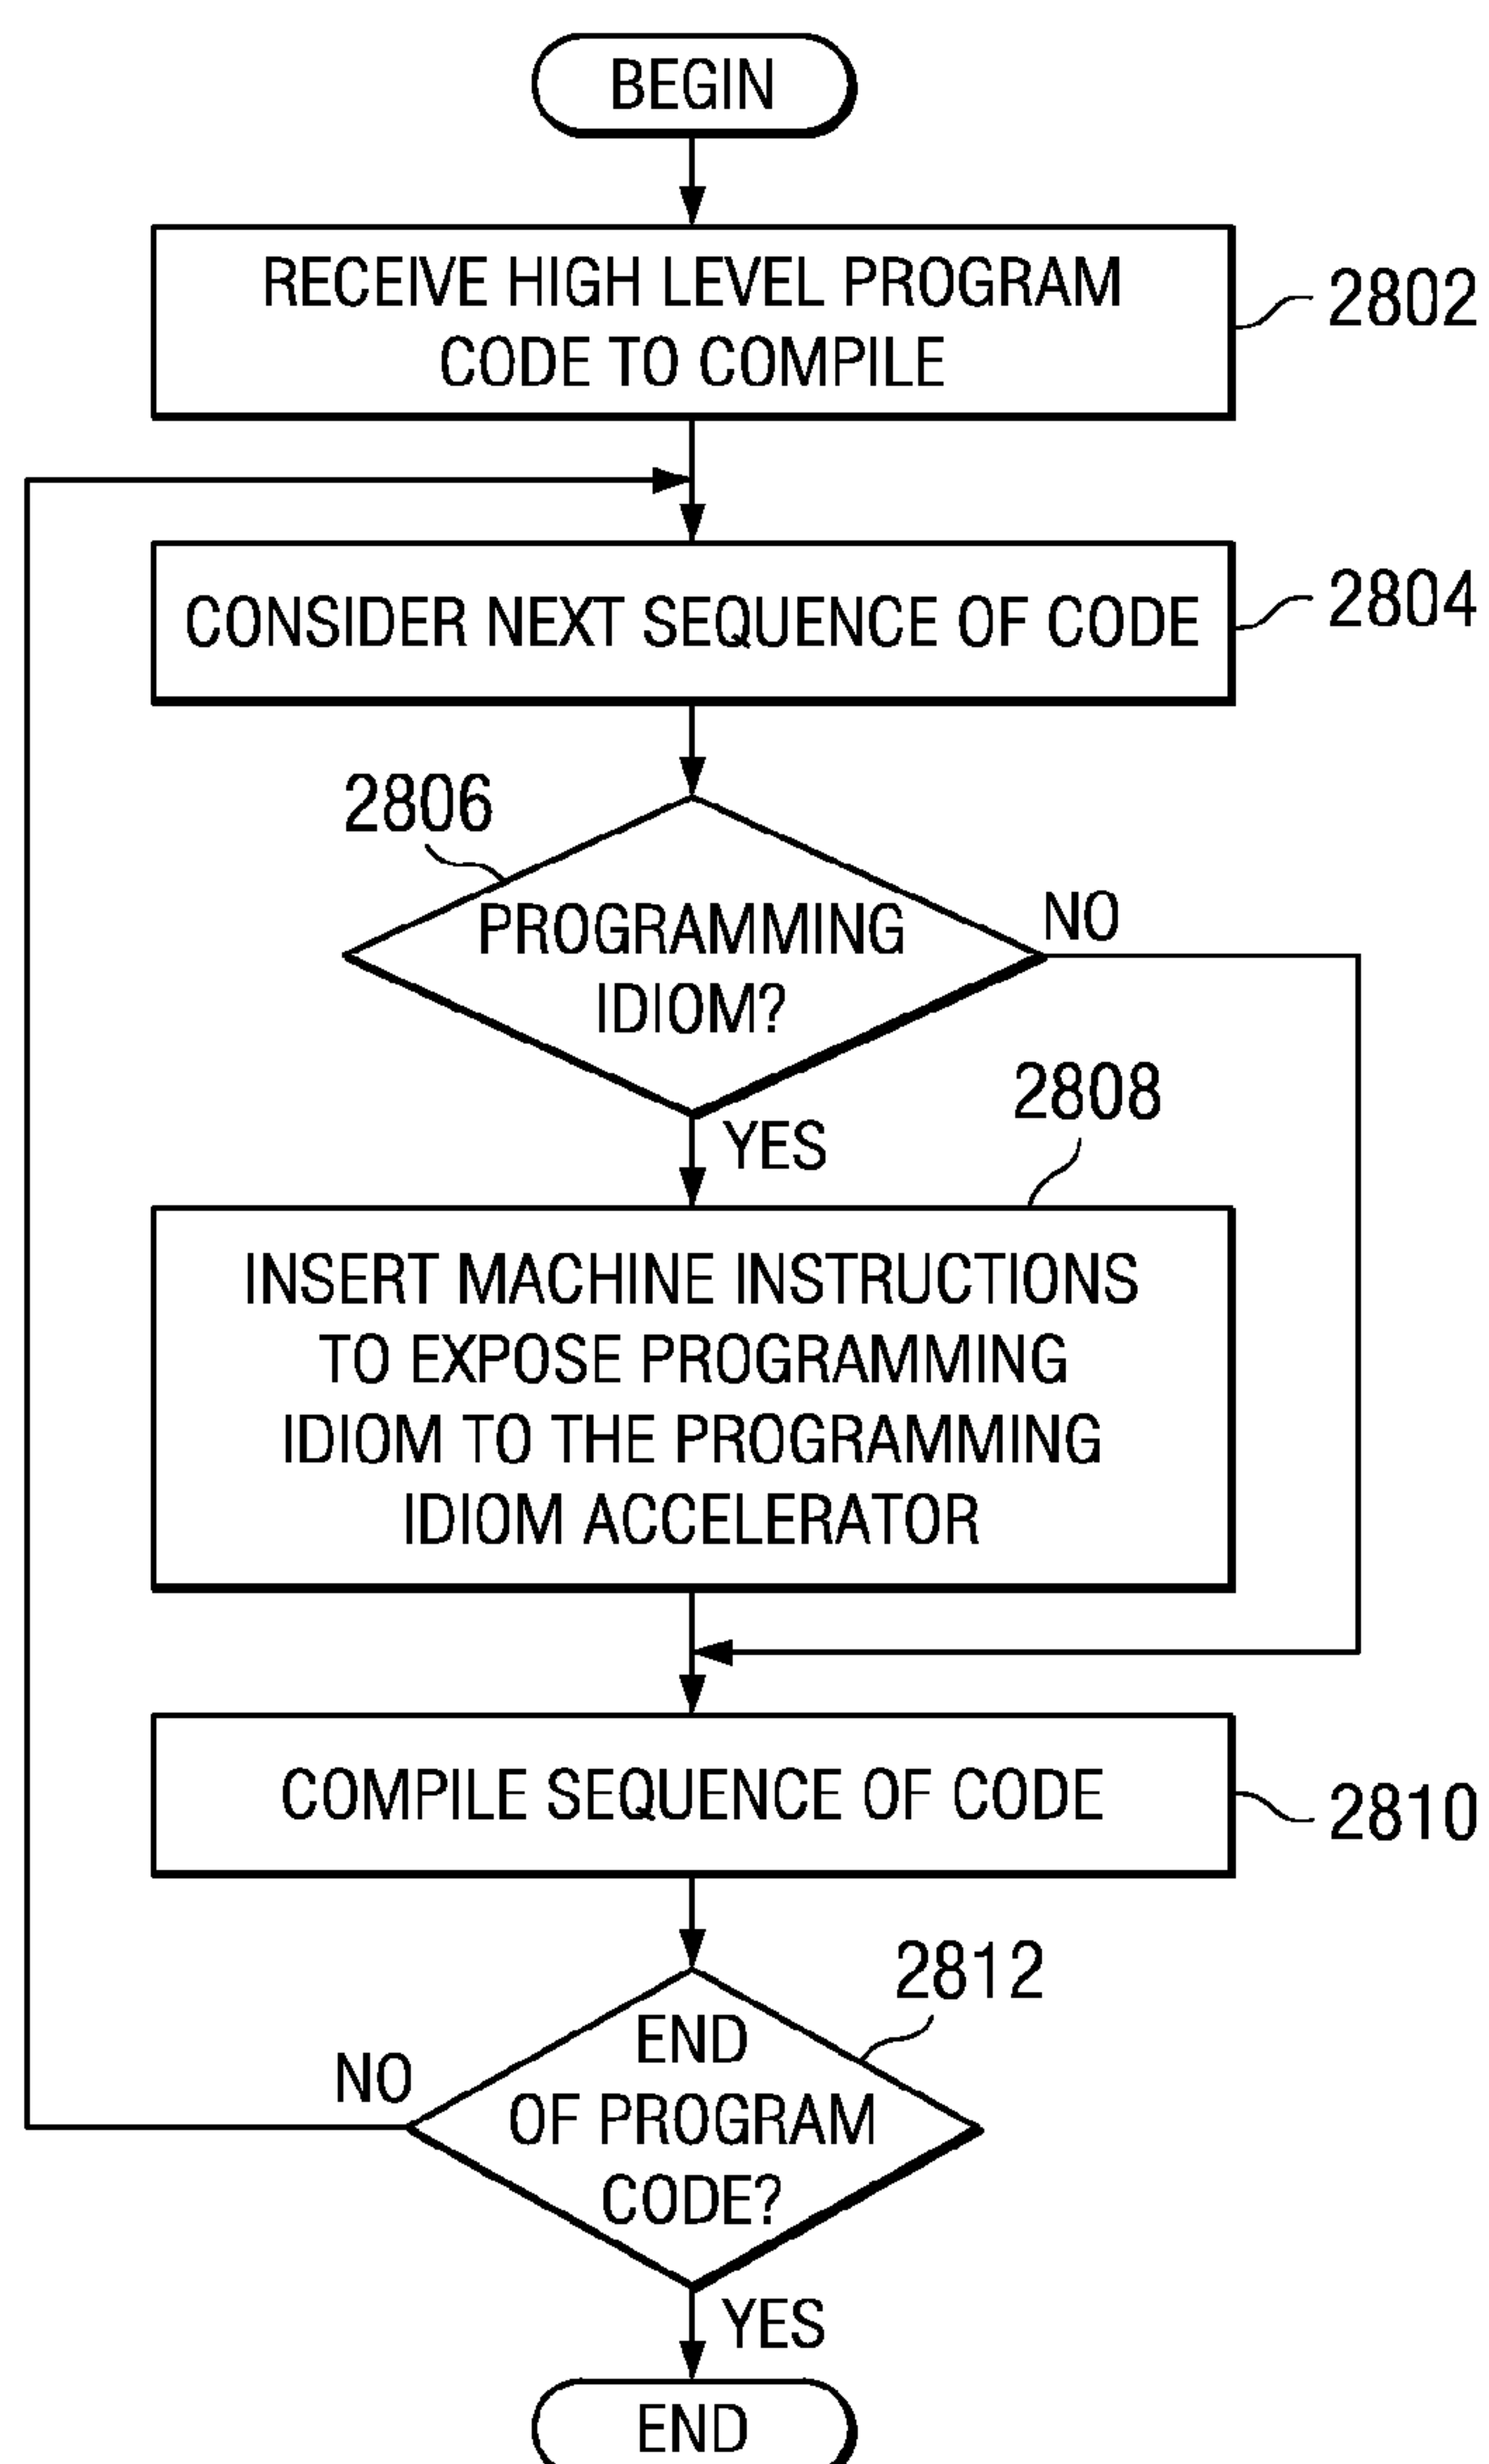 BEGIN
RECEIVE HIGH LEVEL PROGRAM
CODE TO COMPILE
2802
CONSIDER NEXT SEQUENCE OF CODE
2804
2806
PROGRAMMING
IDIOM?
NO
YES
2808
INSERT MACHINE INSTRUCTIONS
TO EXPOSE PROGRAMMING
IDIOM TO THE PROGRAMMING
IDIOM ACCELERATOR
COMPILE SEQUENCE OF CODE
2810
2812
END
OF PROGRAM
CODE?
NO
YES
END